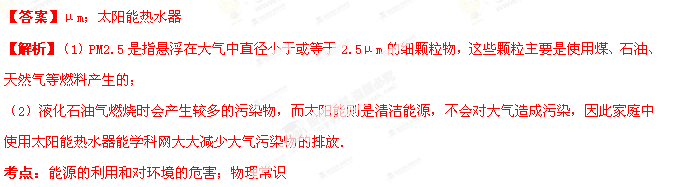 【答案】μm；太阳能热水器
【解析】（1）PM2.5 是指悬浮在大气中直径小于或等于 2.5μm 的细颗粒物，这些颗粒主要是使用煤、石油、
天然气等燃料产生的；
（2）液化石油气燃烧时会产生较多的污染物，而太阳能则是清洁能源，不会对大气造成污染，因此家庭中
使用太阳能热水器能学科网大大减少大气污染物的排放．
考点：能源的利用和对环境的危害；物理常识